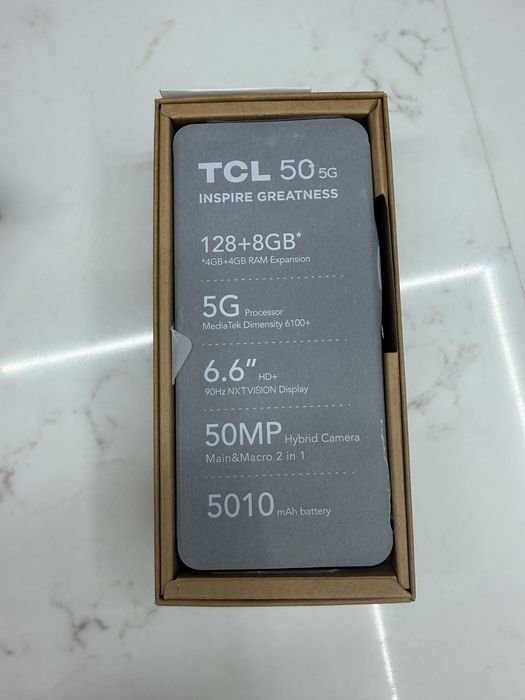 TCL 50 5G
INSPIRE GREATNESS
128+8GB*
*4GB+4GB RAM Expansion
5G Processor
MediaTek Dimensity 6100+
6.6" HD+
90Hz NXTVISION Display
50MP Hybrid Camera
Main&Macro 2 in 1
5010 mAh battery